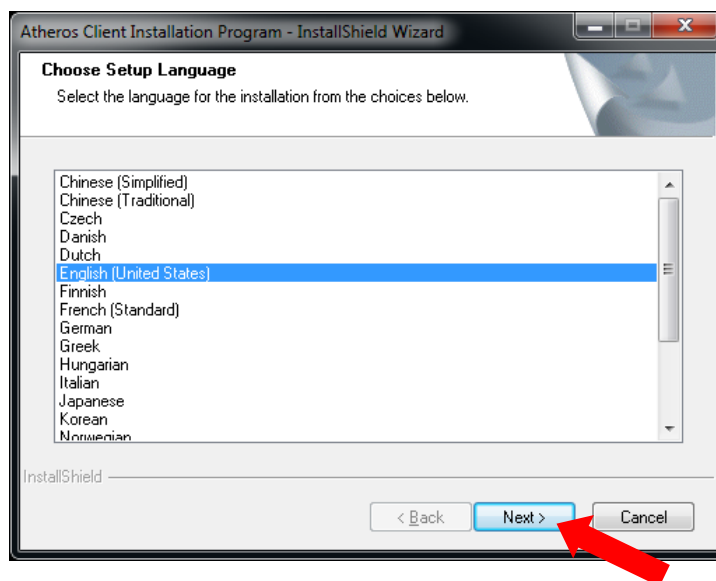 Atheros Client Installation Program - InstallShield Wizard
Choose Setup Language
Select the language for the installation from the choices below.
Chinese (Simplified)
Chinese (Traditional)
Czech
Danish
Dutch
English (United States)
Finnish
French (Standard)
German
Greek
Hungarian
Italian
Japanese
Korean
Norwegian
InstallShield
< Back Next > Cancel